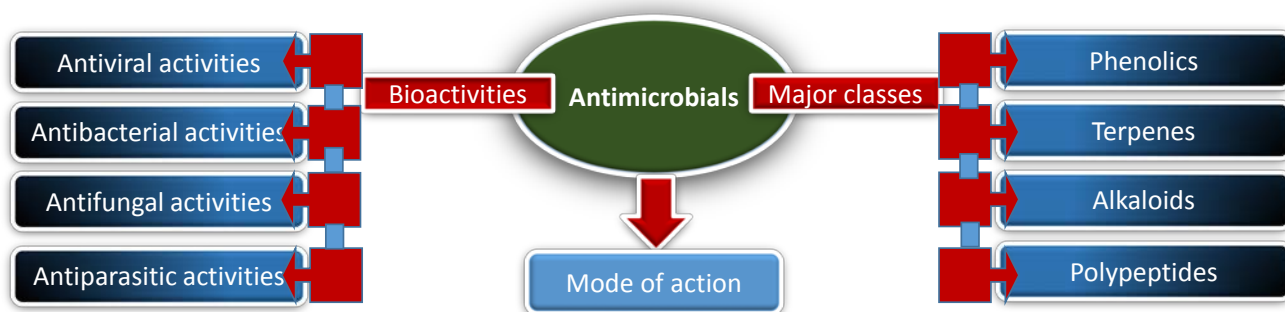 Antiviral activities
Antibacterial activities
Antifungal activities
Antiparasitic activities
Bioactivities
Antimicrobials
Major classes
Mode of action
Phenolics
Terpenes
Alkaloids
Polypeptides